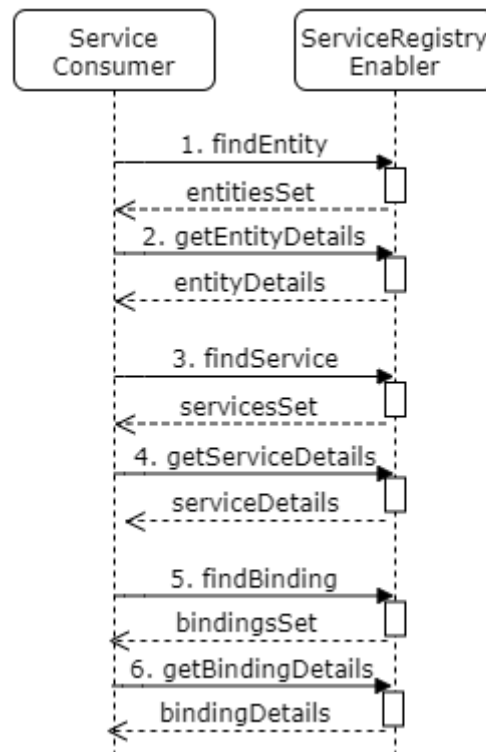 Service
Consumer
ServiceRegistry
Enabler
1. findEntity
entitiesSet
2. getEntityDetails
entityDetails
3. findService
servicesSet
4. getServiceDetails
serviceDetails
5. findBinding
bindingsSet
6. getBindingDetails
bindingDetails